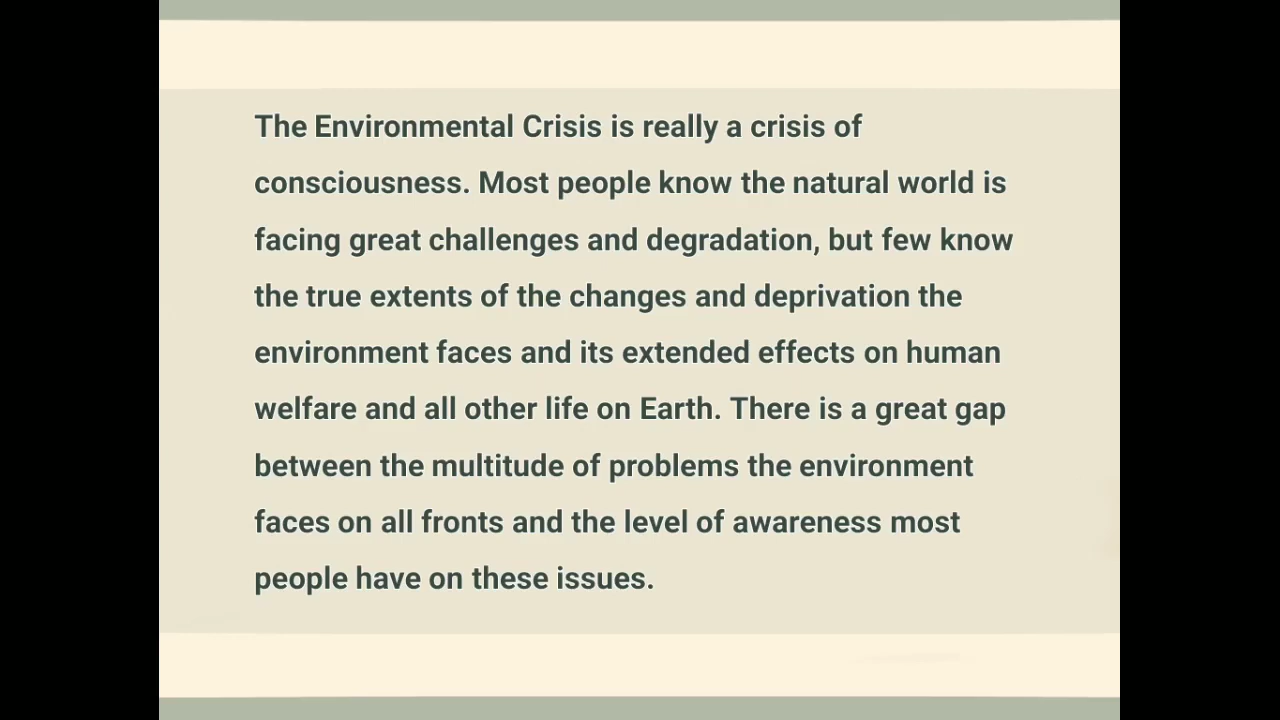 The Environmental Crisis is really a crisis of
consciousness. Most people know the natural world is
facing great challenges and degradation, but few know
the true extents of the changes and deprivation the
environment faces and its extended effects on human
welfare and all other life on Earth. There is a great gap
between the multitude of problems the environment
faces on all fronts and the level of awareness most
people have on these issues.